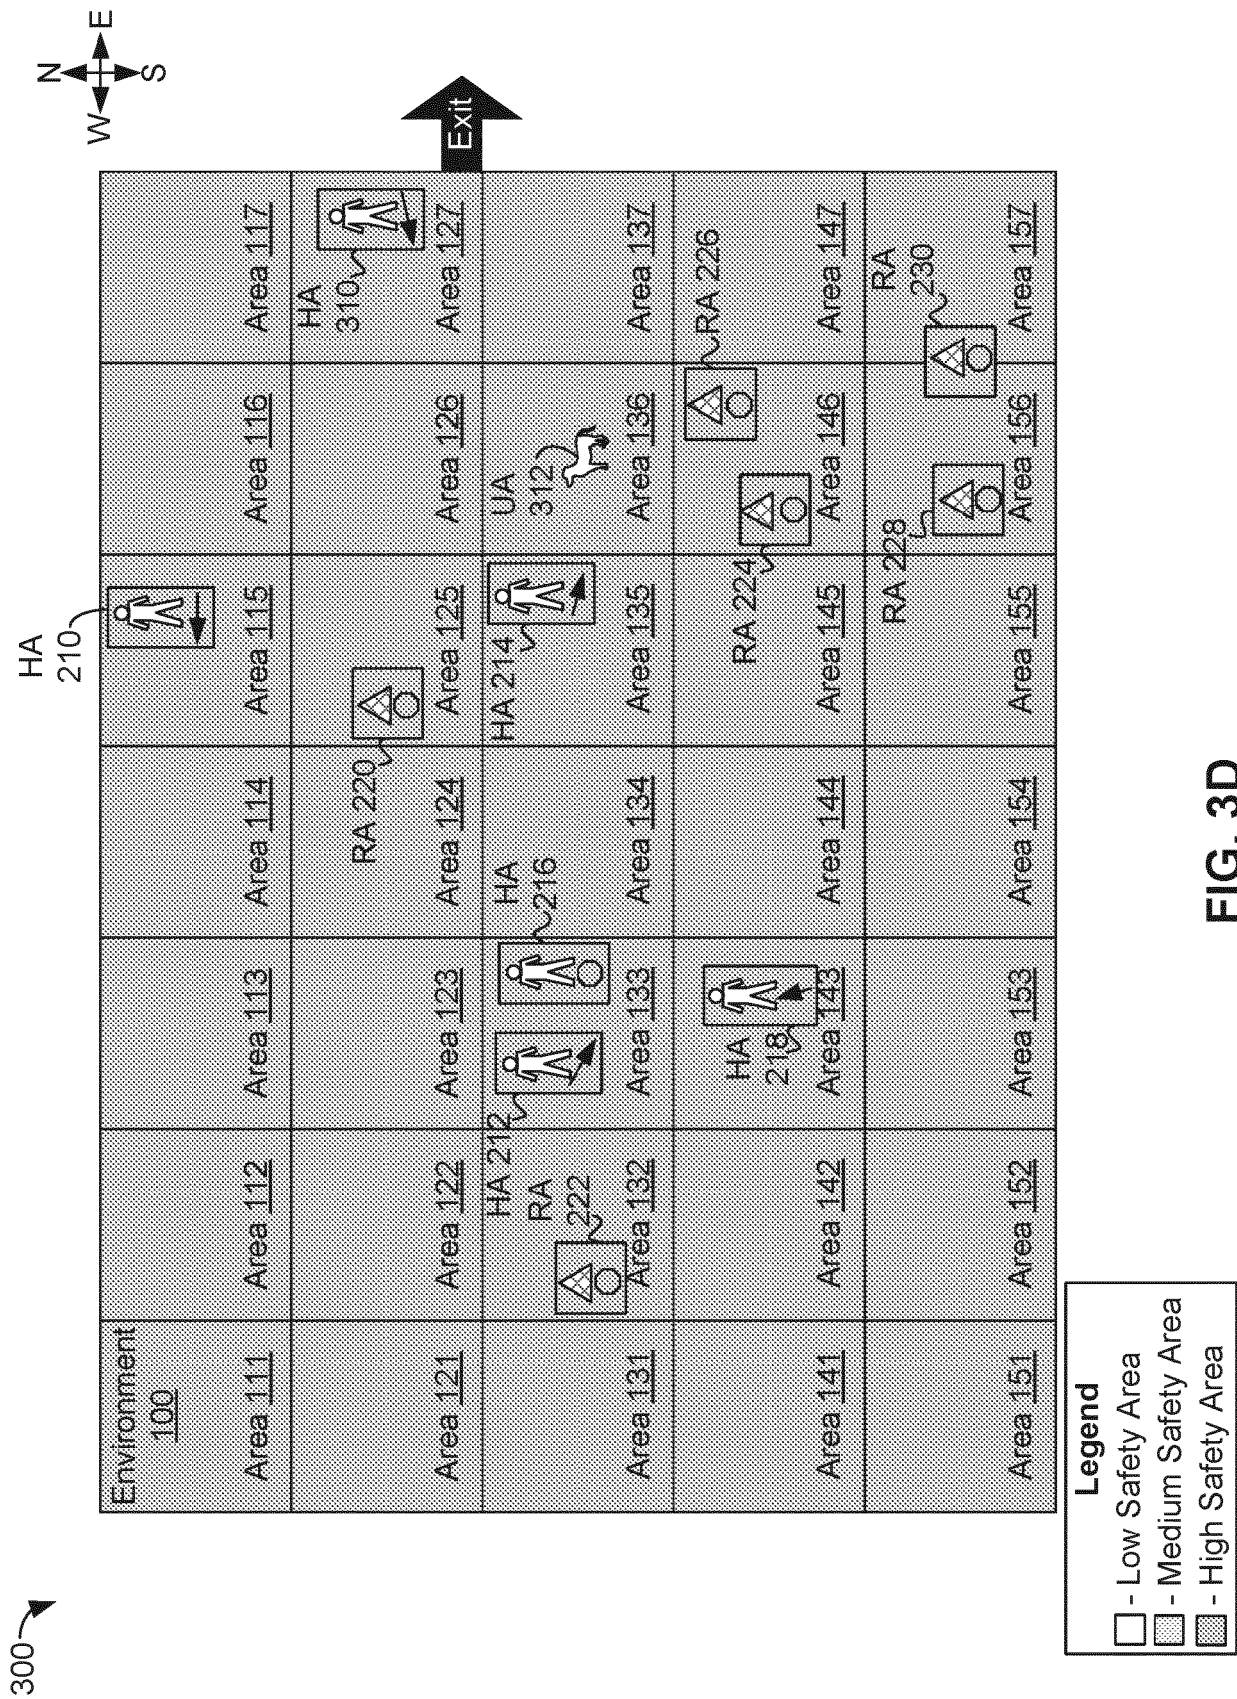 300
N
W
E
S
HA
210
Environment
100
Area 111
Area 112
Area 113
Area 114
Area 115
Area 116
Area 117
RA 220
HA
310
Exit
Area 121
Area 122
Area 123
Area 124
Area 125
Area 126
Area 127
HA 212
RA
222
HA
216
HA 214
UA
312
Area 131
Area 132
Area 133
Area 134
Area 135
Area 136
Area 137
HA
218
RA 224
RA 226
Area 141
Area 142
Area 143
Area 144
Area 145
Area 146
Area 147
RA 228
RA
230
Area 151
Area 152
Area 153
Area 154
Area 155
Area 156
Area 157
Legend
- Low Safety Area
- Medium Safety Area
- High Safety Area
FIG. 3D